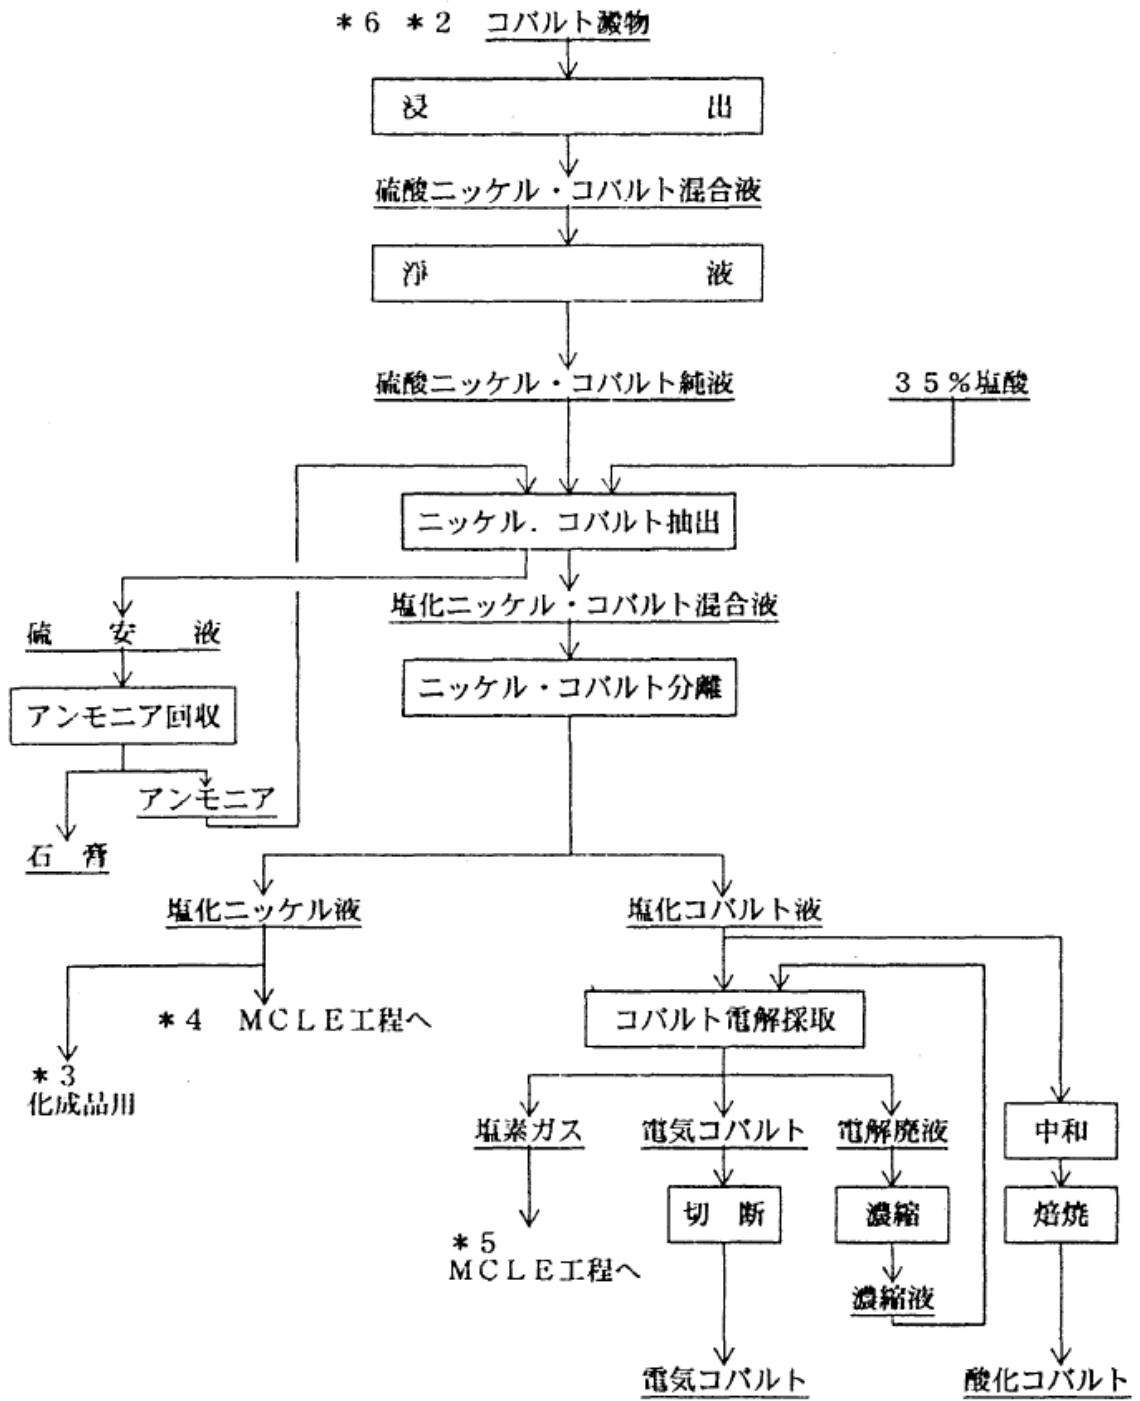 ＊６　＊２　コバルト澱物
浸　出
硫酸ニッケル・コバルト混合液
浄　液
硫酸ニッケル・コバルト純液　３５％塩酸
ニッケル．コバルト抽出
塩化ニッケル・コバルト混合液
硫　安　液
ニッケル・コバルト分離
アンモニア回収
アンモニア
石　膏
塩化ニッケル液　塩化コバルト液
＊４　ＭＣＬＥ工程へ　コバルト電解採取
＊３
化成品用
塩素ガス　電気コバルト　電解廃液　中和
切　断　濃縮　焙焼
＊５
ＭＣＬＥ工程へ
濃縮液
電気コバルト　酸化コバルト